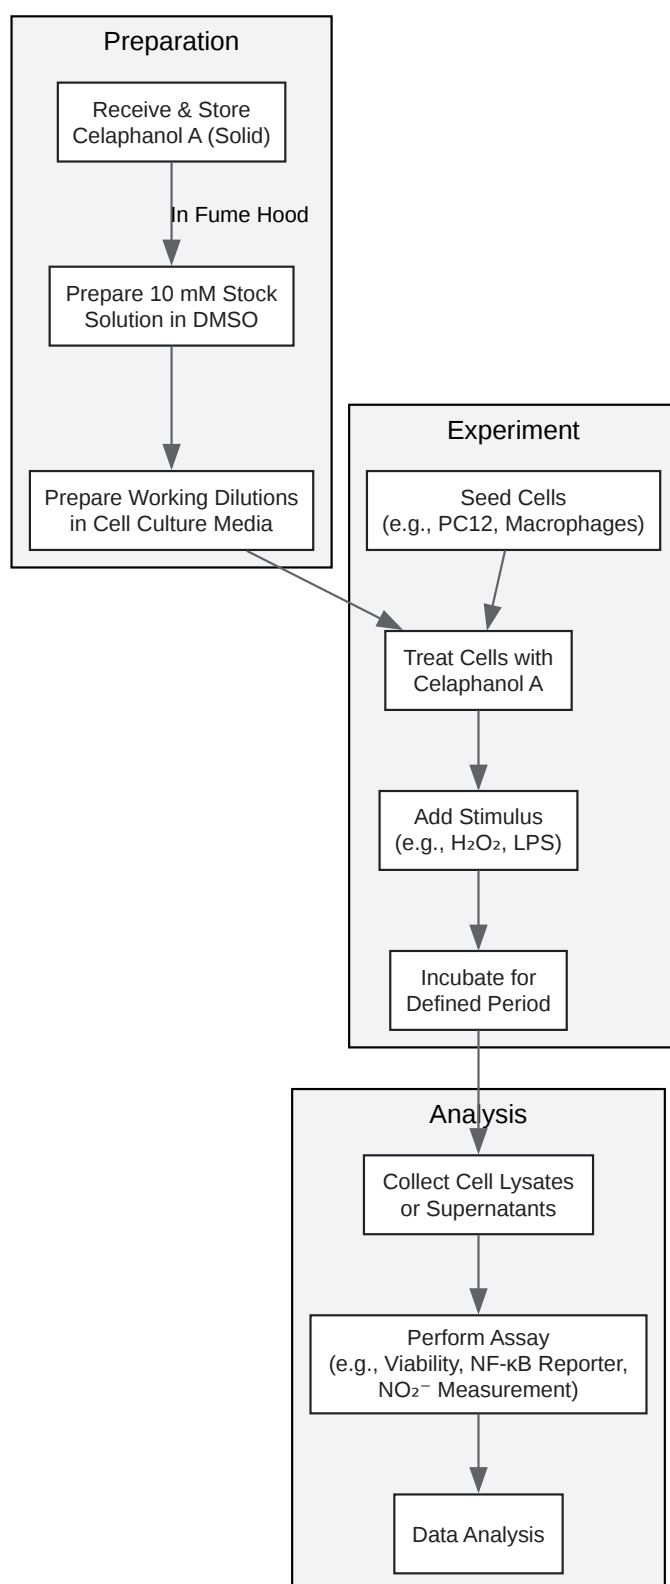 Preparation
Receive & Store
Celaphanol A (Solid)
In Fume Hood
Prepare 10 mM Stock
Solution in DMSO
Prepare Working Dilutions
in Cell Culture Media
Experiment
Seed Cells
(e.g., PC12, Macrophages)
Treat Cells with
Celaphanol A
Add Stimulus
(e.g., H₂O₂, LPS)
Incubate for
Defined Period
Analysis
Collect Cell Lysates
or Supernatants
Perform Assay
(e.g., Viability, NF-κB Reporter,
NO₂⁻ Measurement)
Data Analysis